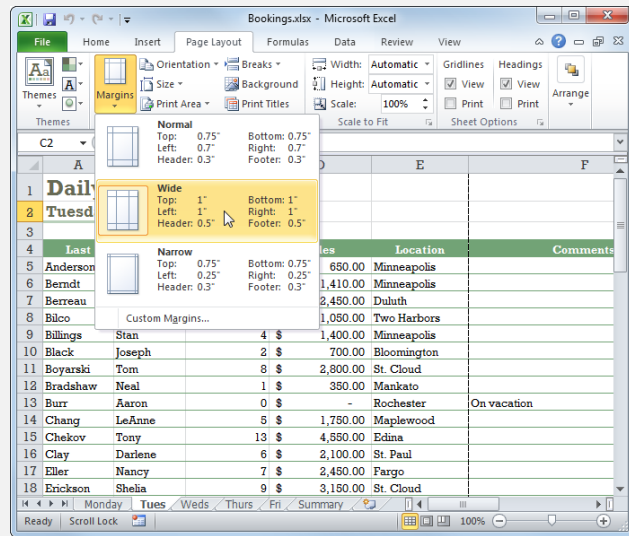 Bookings.xlsx - Microsoft Excel
File Home Insert Page Layout Formulas Data Review View
Themes Margins Orientation Breaks Width: Automatic Gridlines Headings Arrange
Size Background Height: Automatic View View
Print Area Print Titles Scale: 100% Print Print
Themes Scale to Fit Sheet Options
C2
Normal
Top: 0.75" Bottom: 0.75"
Left: 0.7" Right: 0.7"
Header: 0.3" Footer: 0.3"
Wide
Top: 1" Bottom: 1"
Left: 1" Right: 1"
Header: 0.5" Footer: 0.5"
Narrow
Top: 0.75" Bottom: 0.75"
Left: 0.25" Right: 0.25"
Header: 0.3" Footer: 0.3"
Custom Margins...
A E F
1 Daily
2 Tuesd
3
4 Last les Location Comments
5 Anderson 650.00 Minneapolis
6 Berndt 1,410.00 Minneapolis
7 Berreau 2,450.00 Duluth
8 Bilco 1,050.00 Two Harbors
9 Billings Stan 4 $ 1,400.00 Minneapolis
10 Black Joseph 2 $ 700.00 Bloomington
11 Boyarski Tom 8 $ 2,800.00 St. Cloud
12 Bradshaw Neal 1 $ 350.00 Mankato
13 Burr Aaron 0 $ - Rochester On vacation
14 Chang LeAnne 5 $ 1,750.00 Maplewood
15 Chekov Tony 13 $ 4,550.00 Edina
16 Clay Darlene 6 $ 2,100.00 St. Paul
17 Eller Nancy 7 $ 2,450.00 Fargo
18 Erickson Shelia 9 $ 3,150.00 St. Cloud
Monday Tues Weds Thurs Fri Summary
Ready Scroll Lock 100%